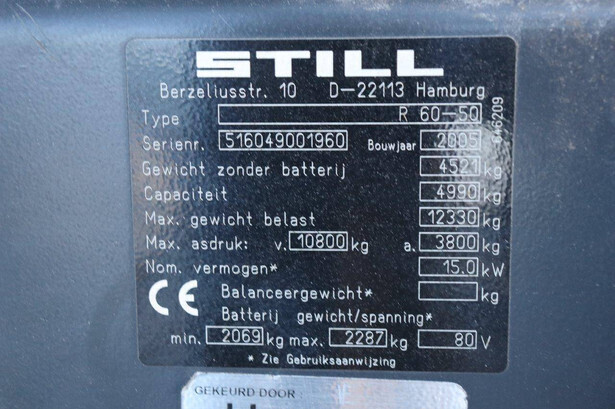 STILL
Berzeliusstr. 10 D-22113 Hamburg
Type R 60-50
Serienr. 516049001960 Bouwjaar 2005
646209
Gewicht zonder batterij 4521 kg
Capaciteit 4990 kg
Max. gewicht belast 12330 kg
Max. asdruk: v. 10800 kg a. 3800 kg
Nom. vermogen* 15.0 kW
CE Balanceergewicht* kg
Batterij gewicht/spanning*
min. 2069 kg max. 2287 kg 80 V
* Zie Gebruiksaanwijzing
GEKEURD DOOR :